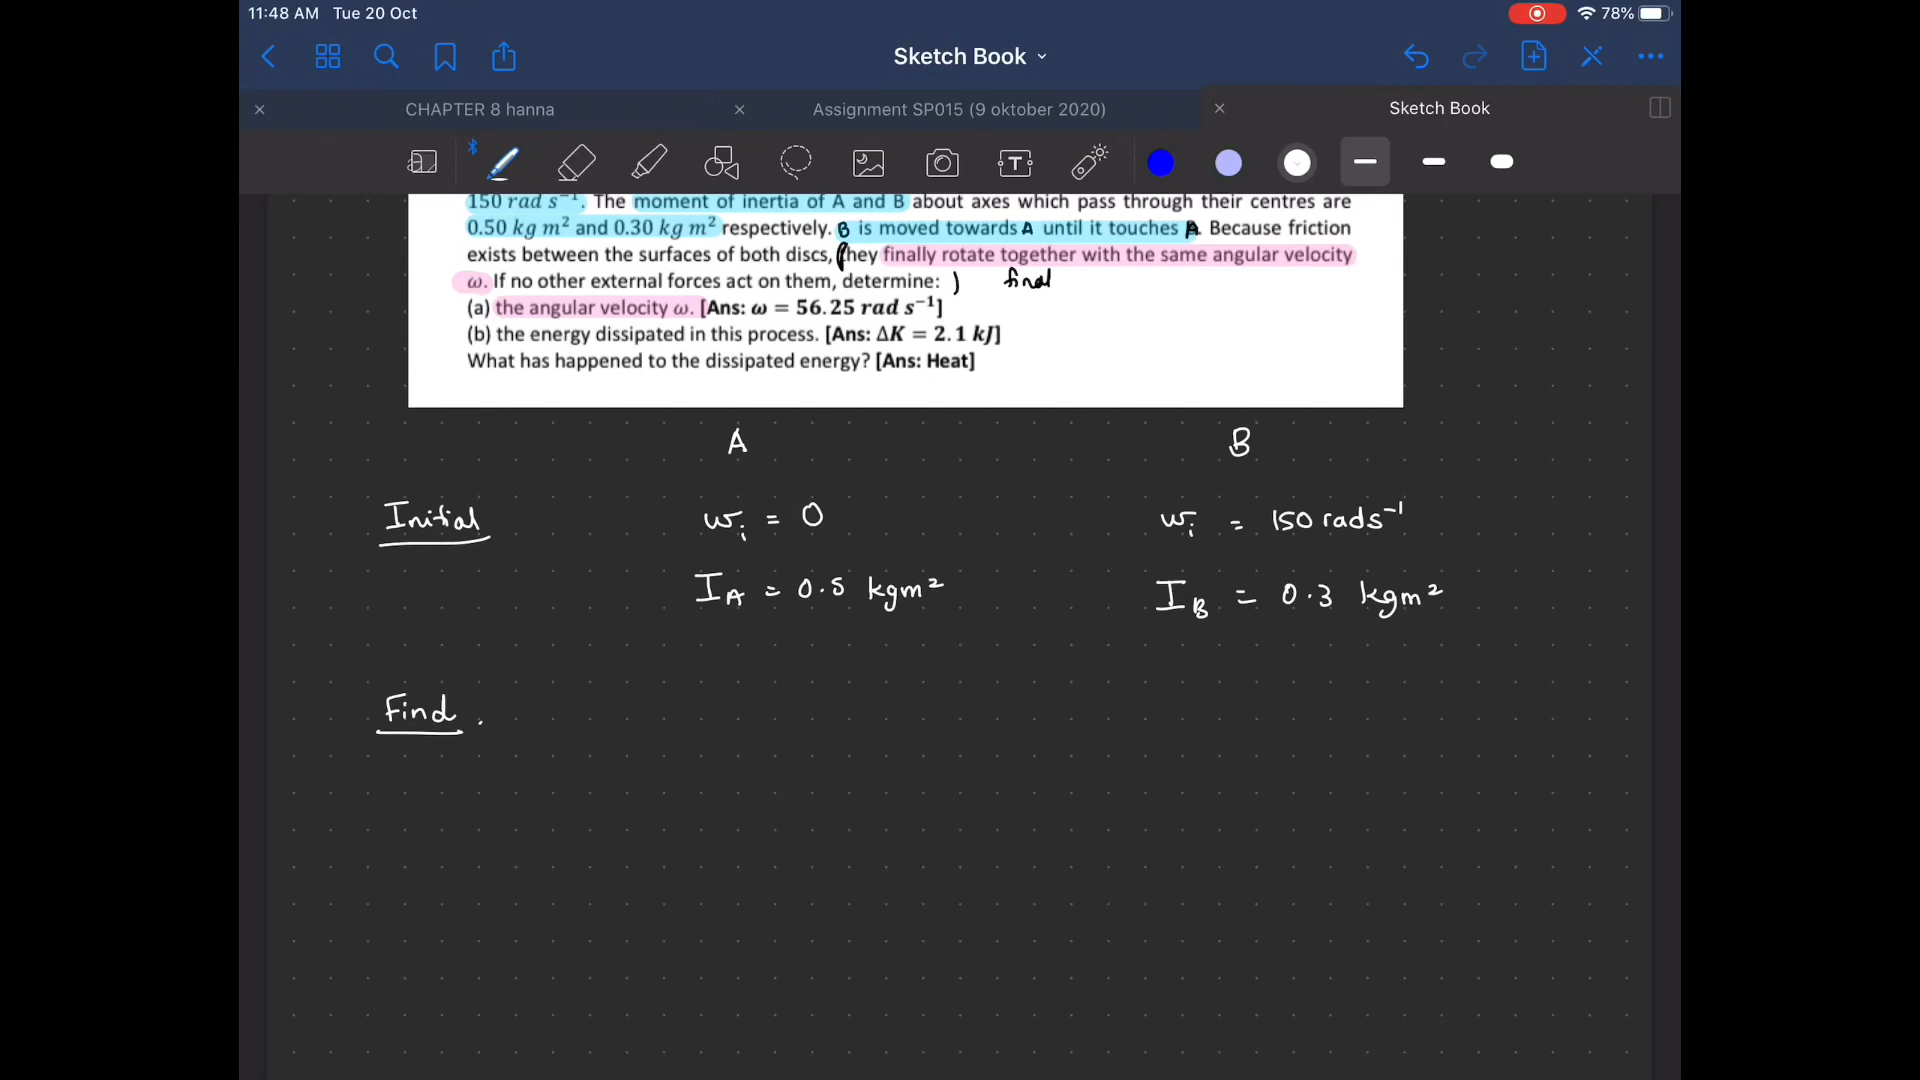 11:48 AM Tue 20 Oct
78%
Sketch Book
CHAPTER 8 hanna
Assignment SP015 (9 oktober 2020)
Sketch Book
150 rad s⁻¹. The moment of inertia of A and B about axes which pass through their centres are
0.50 kg m² and 0.30 kg m² respectively. B is moved towards A until it touches A. Because friction
exists between the surfaces of both discs, they finally rotate together with the same angular velocity
ω. If no other external forces act on them, determine: ) final
(a) the angular velocity ω. [Ans: ω = 56.25 rad s⁻¹]
(b) the energy dissipated in this process. [Ans: ΔK = 2.1 kJ]
What has happened to the dissipated energy? [Ans: Heat]
A B
Initial ωi = 0 ωi = 150 rads⁻¹
I_A = 0.5 kgm² I_B = 0.3 kgm²
Find .